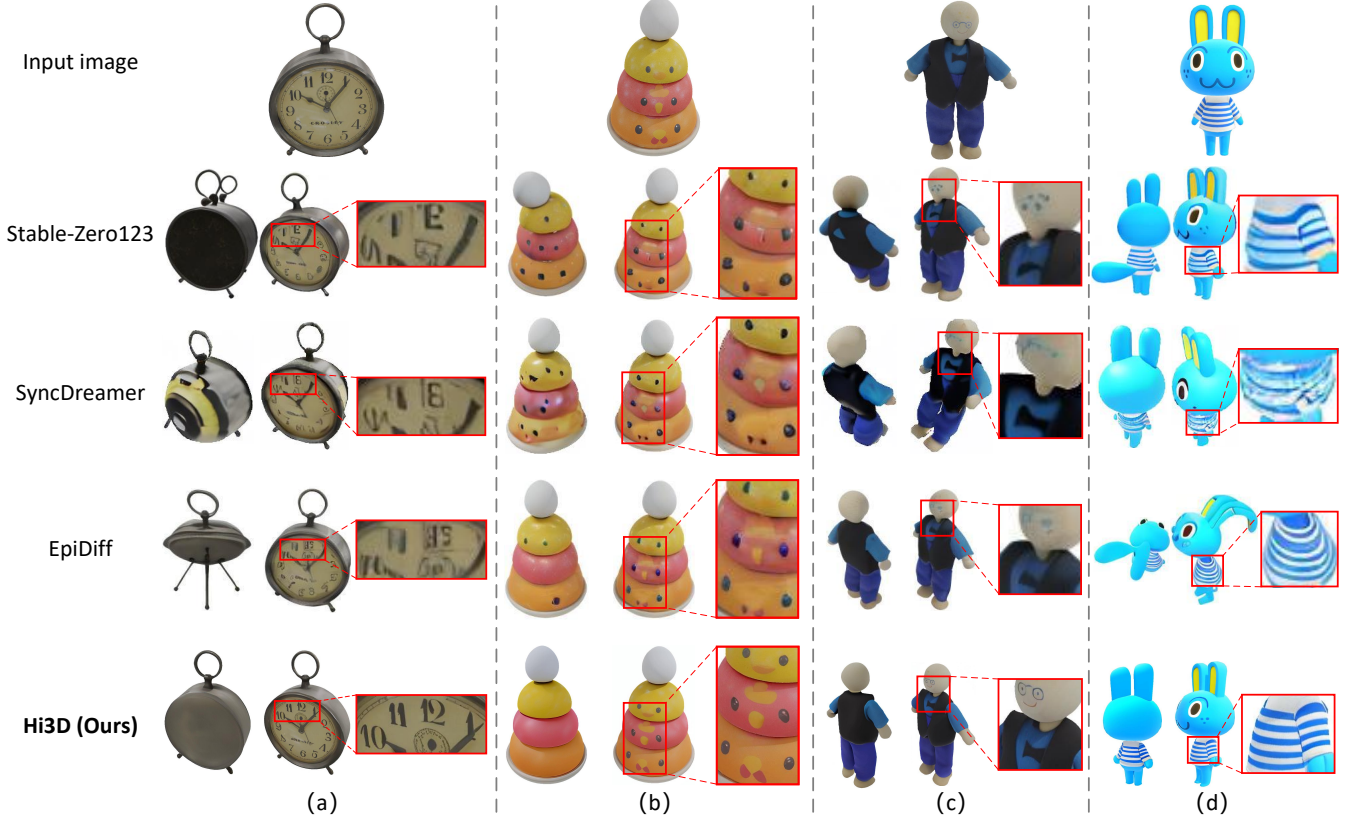 Input image
Stable-Zero123
SyncDreamer
EpiDiff
Hi3D (Ours)
(a)
(b)
(c)
(d)